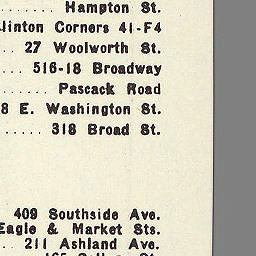 ..... Hampton St.
linton Corners 41-F4
... 27 Woolworth St.
... 516-18 Broadway
..... Pascack Road
8 E. Washington St.
..... 318 Broad St.
409 Southside Ave.
Eagle & Market Sts.
.. 211 Ashland Ave.